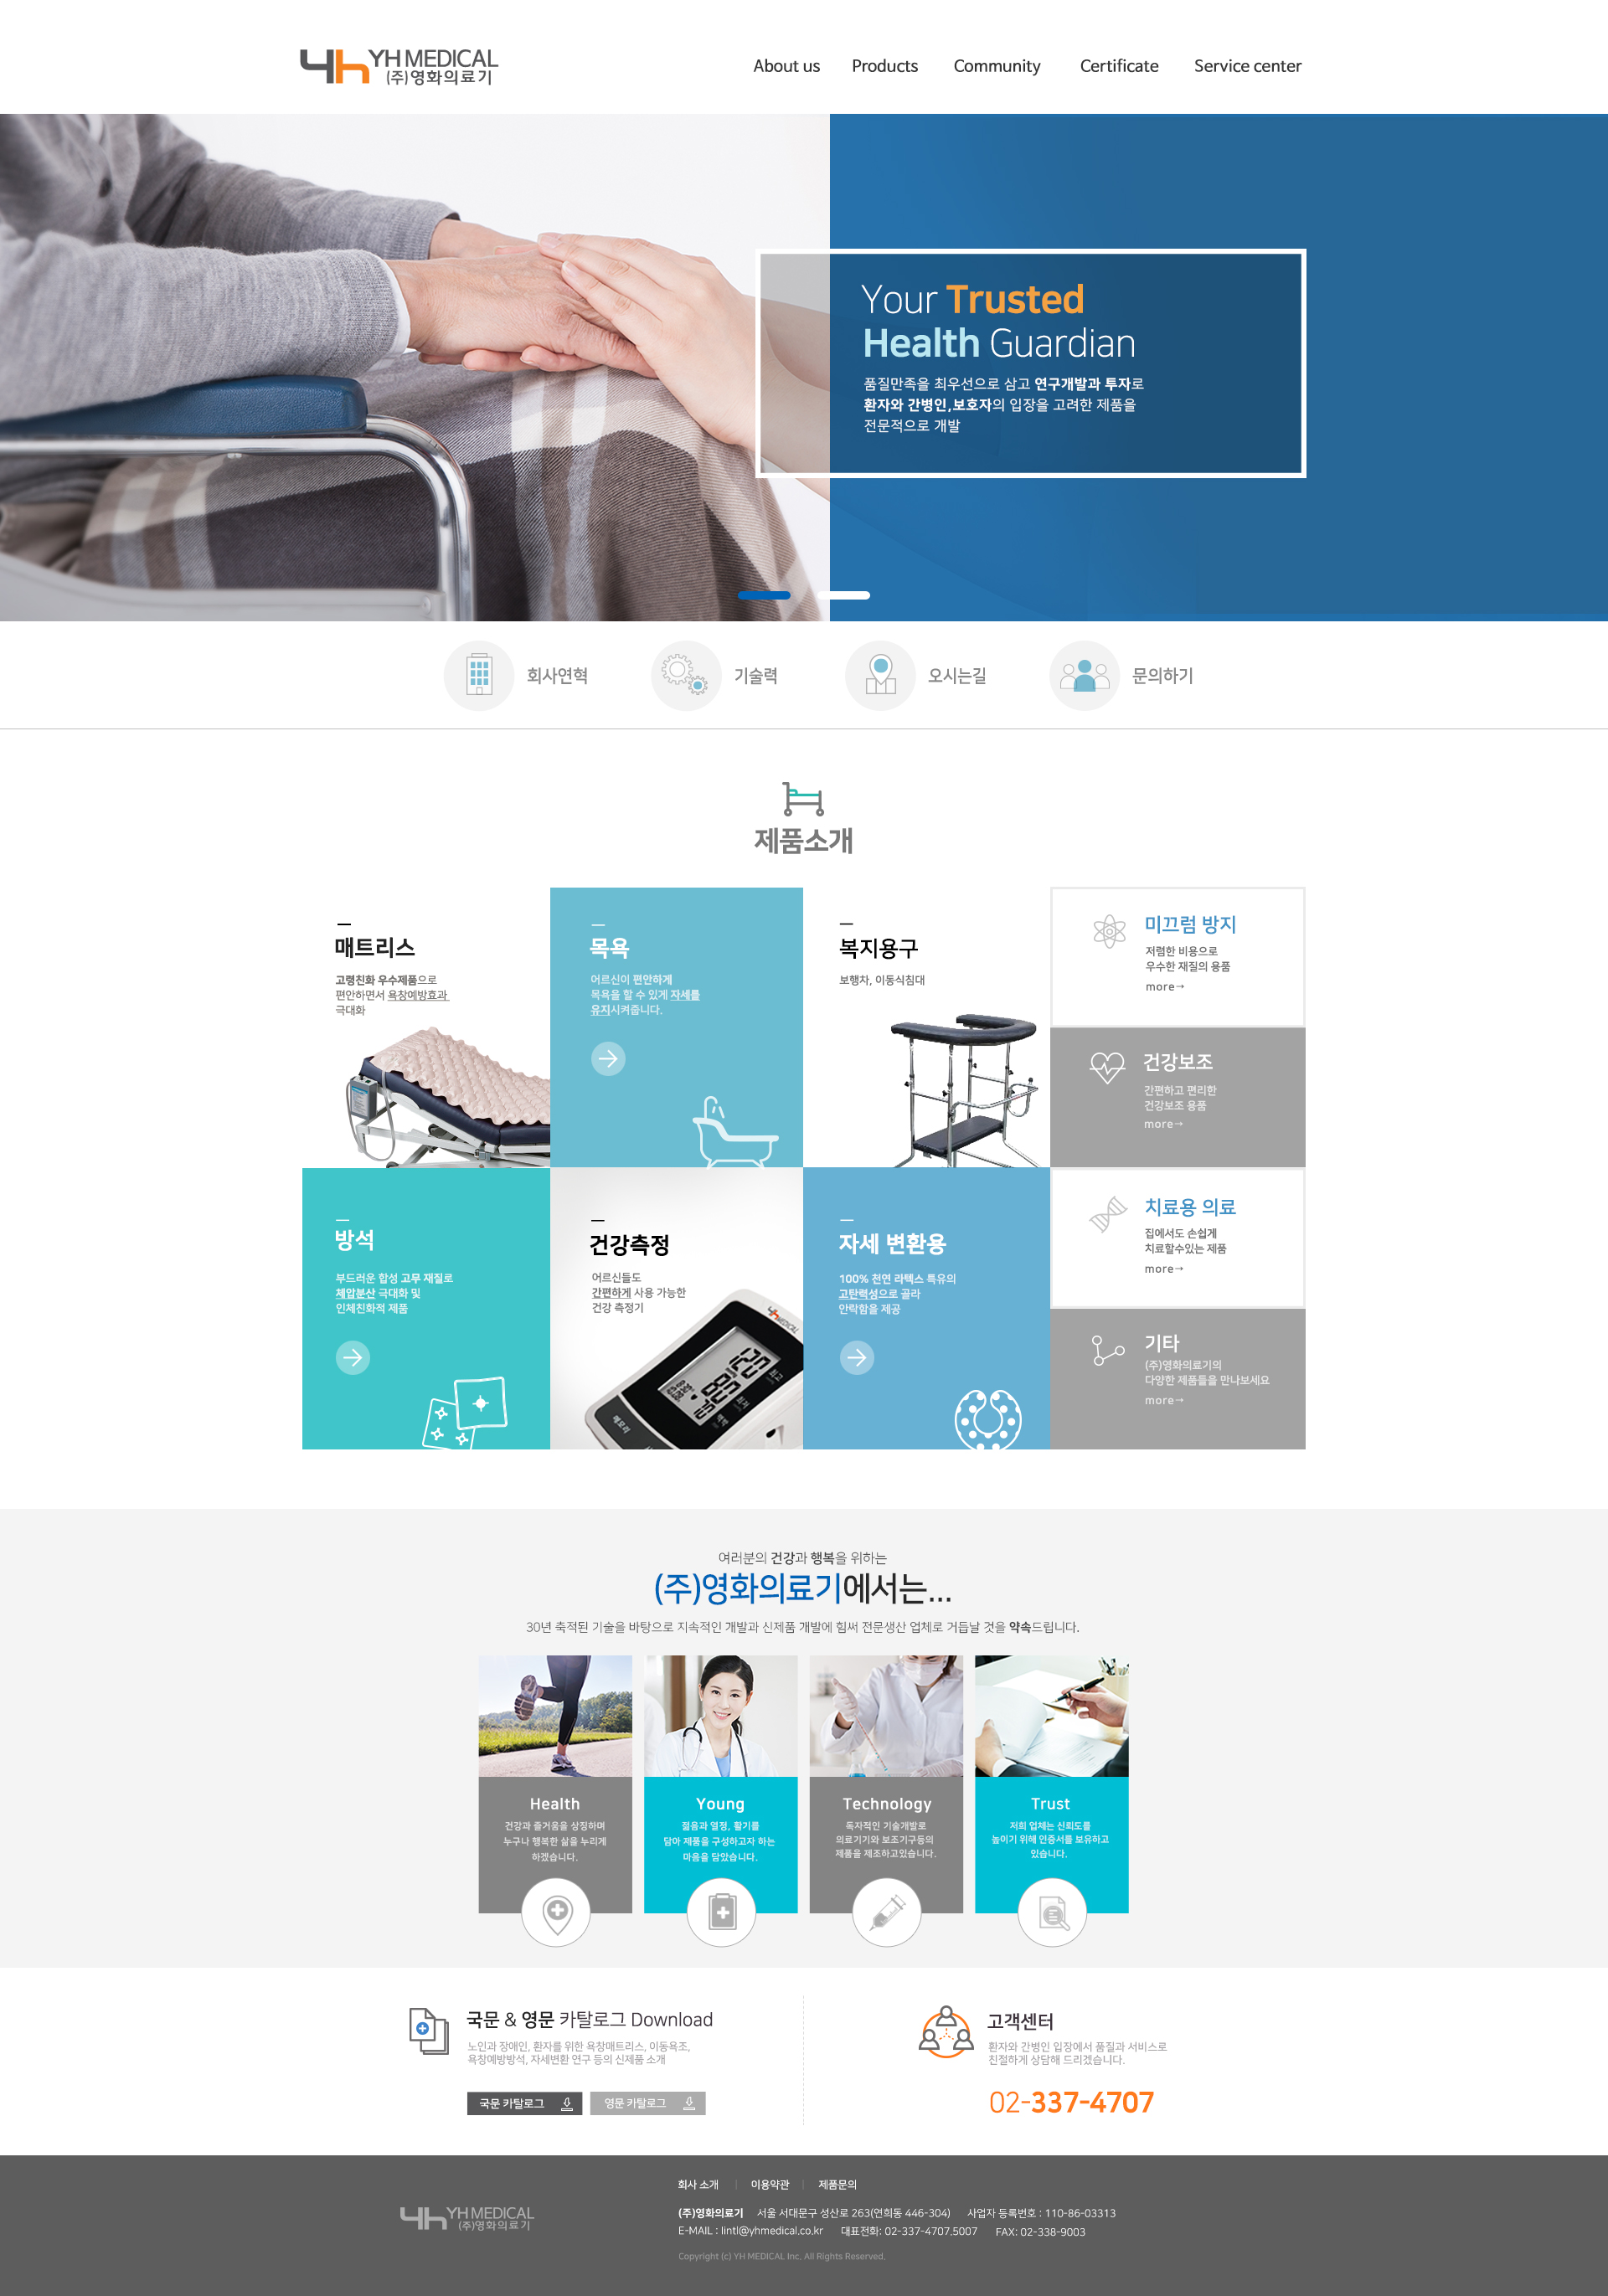 YH MEDICAL
(주)영화의료기
About us Products Community Certificate Service center
Your Trusted
Health Guardian
품질만족을 최우선으로 삼고 연구개발과 투자로
환자와 간병인,보호자의 입장을 고려한 제품을
전문적으로 개발
회사연혁 기술력 오시는길 문의하기
제품소개
매트리스
고령친화 우수제품으로
편안하면서 욕창예방효과
극대화
목욕
어르신이 편안하게
목욕을 할 수 있게 자세를
유지시켜줍니다.
복지용구
보행차, 이동식침대
미끄럼 방지
저렴한 비용으로
우수한 재질의 용품
more→
건강보조
간편하고 편리한
건강보조 용품
more→
방석
부드러운 합성 고무 재질로
체압분산 극대화 및
인체친화적 제품
건강측정
어르신들도
간편하게 사용 가능한
건강 측정기
자세 변환용
100% 천연 라텍스 특유의
고탄력성으로 골라
안락함을 제공
치료용 의료
집에서도 손쉽게
치료할수있는 제품
more→
기타
(주)영화의료기의
다양한 제품들을 만나보세요
more→
여러분의 건강과 행복을 위하는
(주)영화의료기에서는...
30년 축적된 기술을 바탕으로 지속적인 개발과 신제품 개발에 힘써 전문생산 업체로 거듭날 것을 약속드립니다.
Health
건강과 즐거움을 상징하며
누구나 행복한 삶을 누리게
하겠습니다.
Young
젊음과 열정, 활기를
담아 제품을 구성하고자 하는
마음을 담았습니다.
Technology
독자적인 기술개발로
의료기기와 보조기구등의
제품을 제조하고있습니다.
Trust
저희 업체는 신뢰도를
높이기 위해 인증서를 보유하고
있습니다.
국문 & 영문 카탈로그 Download
노인과 장애인, 환자를 위한 욕창매트리스, 이동욕조,
욕창예방방석, 자세변환 연구 등의 신제품 소개
국문 카탈로그 영문 카탈로그
고객센터
환자와 간병인 입장에서 품질과 서비스로
친절하게 상담해 드리겠습니다.
02-337-4707
YH MEDICAL
(주)영화의료기
회사 소개 | 이용약관 | 제품문의
(주)영화의료기 서울 서대문구 성산로 263(연희동 446-304) 사업자 등록번호 : 110-86-03313
E-MAIL : lintl@yhmedical.co.kr 대표전화: 02-337-4707.5007 FAX: 02-338-9003
Copyright (c) YH MEDICAL Inc. All Rights Reserved.